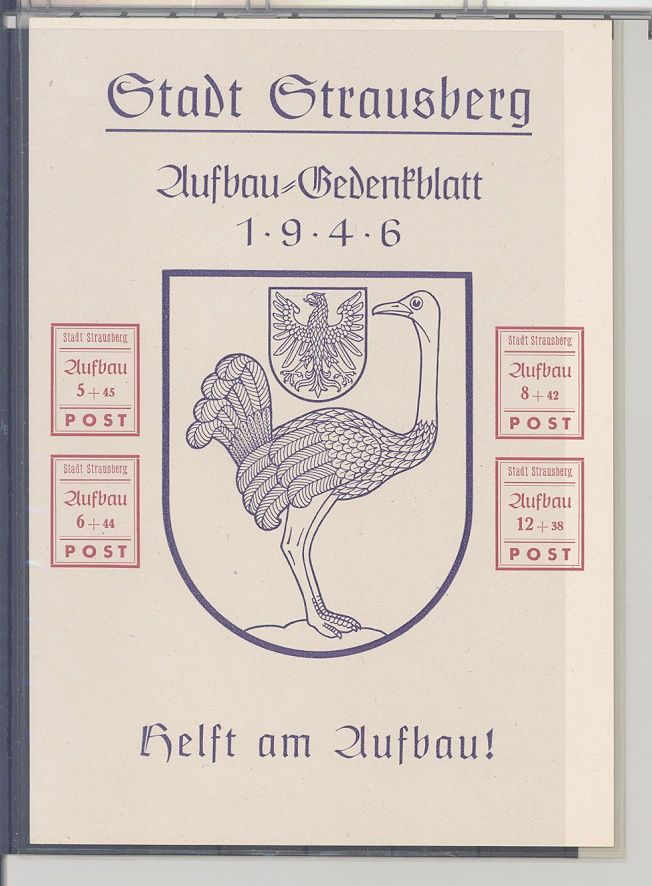 Stadt Strausberg
Aufbau-Gedenkblatt
1·9·4·6
Stadt Strausberg
Aufbau
5+45
POST
Stadt Strausberg
Aufbau
6+44
POST
Stadt Strausberg
Aufbau
8+42
POST
Stadt Strausberg
Aufbau
12+38
POST
Helft am Aufbau!